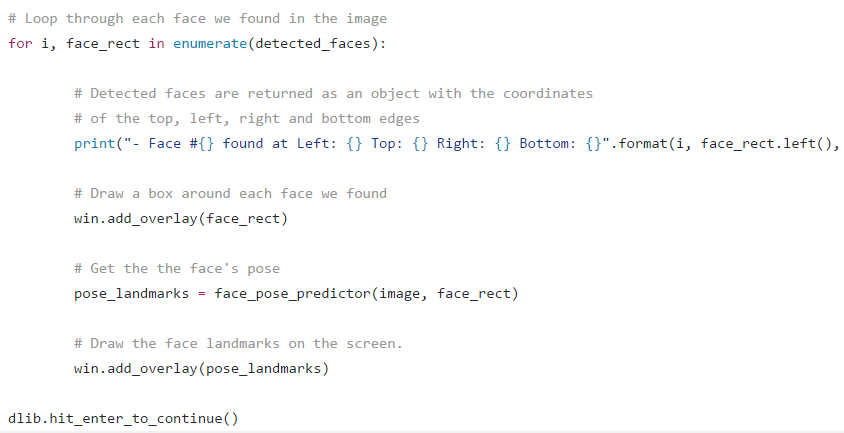 # Loop through each face we found in the image
for i, face_rect in enumerate(detected_faces):
# Detected faces are returned as an object with the coordinates
# of the top, left, right and bottom edges
print("- Face #{} found at Left: {} Top: {} Right: {} Bottom: {}".format(i, face_rect.left(),
# Draw a box around each face we found
win.add_overlay(face_rect)
# Get the the face's pose
pose_landmarks = face_pose_predictor(image, face_rect)
# Draw the face landmarks on the screen.
win.add_overlay(pose_landmarks)
dlib.hit_enter_to_continue()